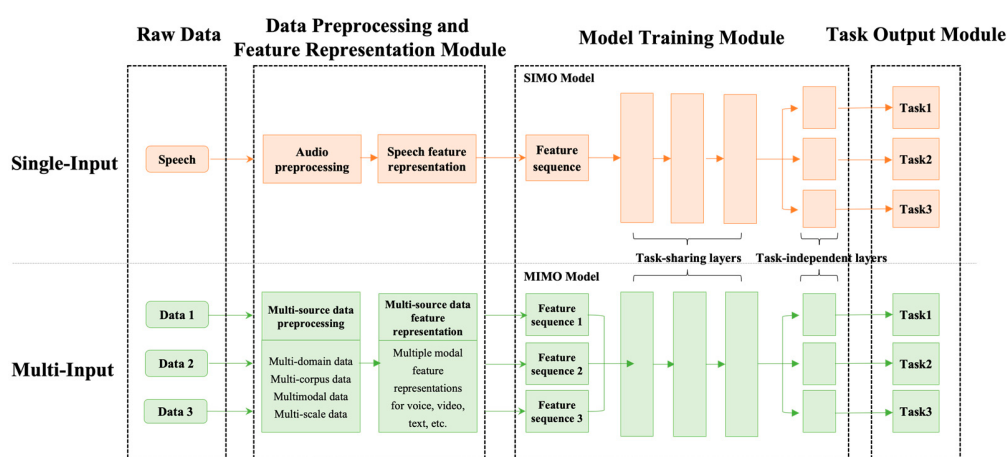 Raw Data
Data Preprocessing and
Feature Representation Module
Model Training Module
Task Output Module
Single-Input
Speech
Audio
preprocessing
Speech feature
representation
SIMO Model
Feature
sequence
Task1
Task2
Task3
Task-sharing layers
Task-independent layers
Multi-Input
Data 1
Data 2
Data 3
Multi-source data
preprocessing
Multi-domain data
Multi-corpus data
Multimodal data
Multi-scale data
Multi-source data
feature
representation
Multiple modal
feature
representations
for voice, video,
text, etc.
MIMO Model
Feature
sequence 1
Feature
sequence 2
Feature
sequence 3
Task1
Task2
Task3